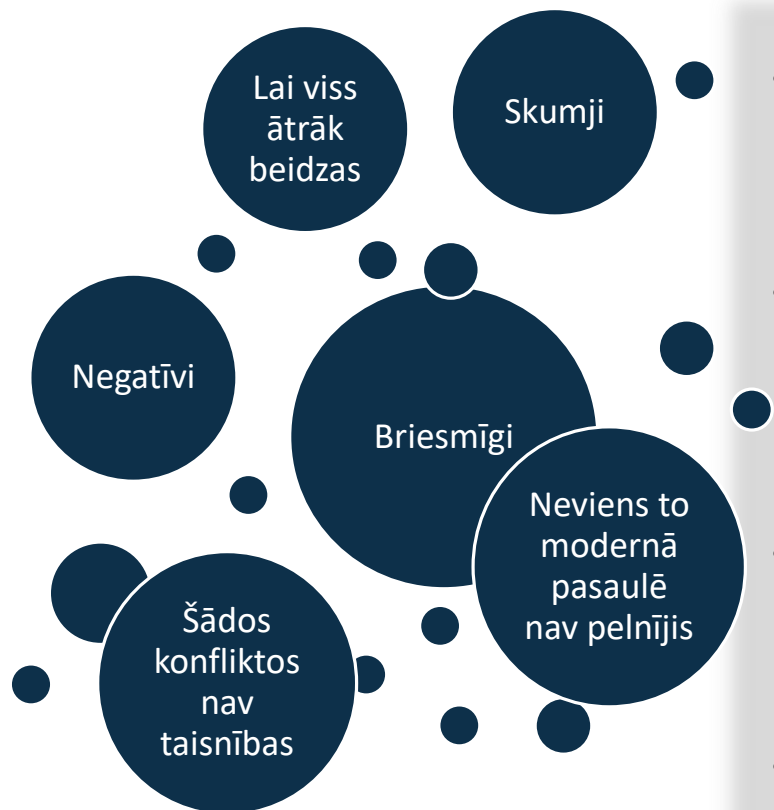 Lai viss
ātrāk
beidzas
Skumji
Negatīvi
Briesmīgi
Neviens to
modernā
pasaulē
nav pelnījis
Šādos
konfliktos
nav
taisnības